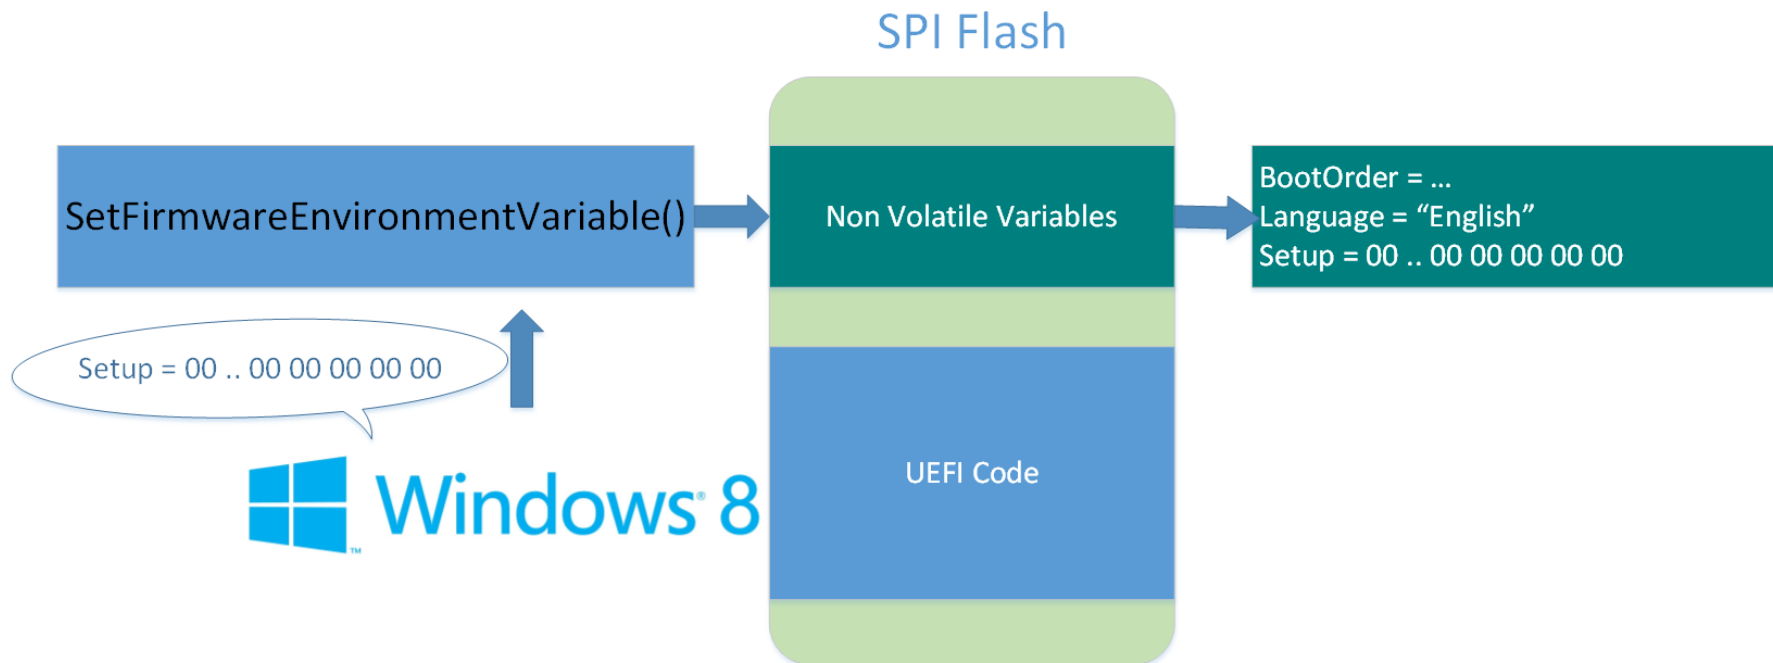 SPI Flash
SetFirmwareEnvironmentVariable()
Non Volatile Variables
BootOrder = ...
Language = “English”
Setup = 00 .. 00 00 00 00 00
Setup = 00 .. 00 00 00 00 00
Windows® 8
™
UEFI Code